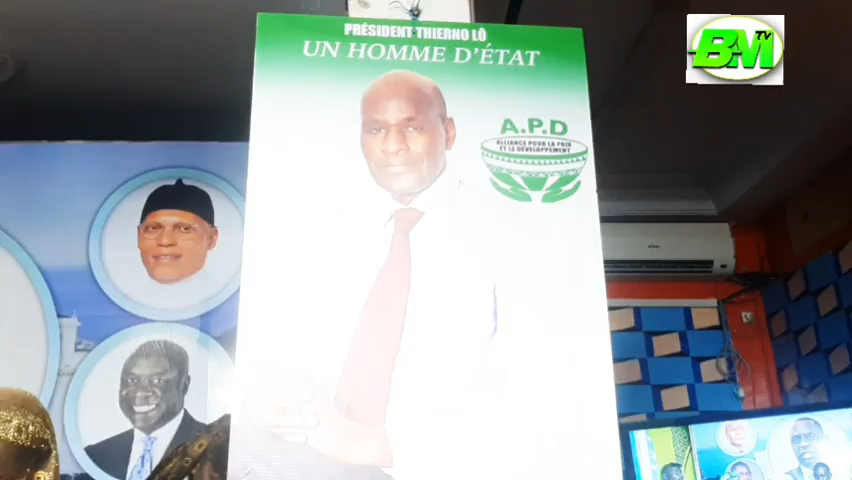 PRÉSIDENT THIERNO LÔ
UN HOMME D'ÉTAT
A.P.D
ALLIANCE POUR LA PAIX
ET LE DÉVELOPPEMENT
BM TV